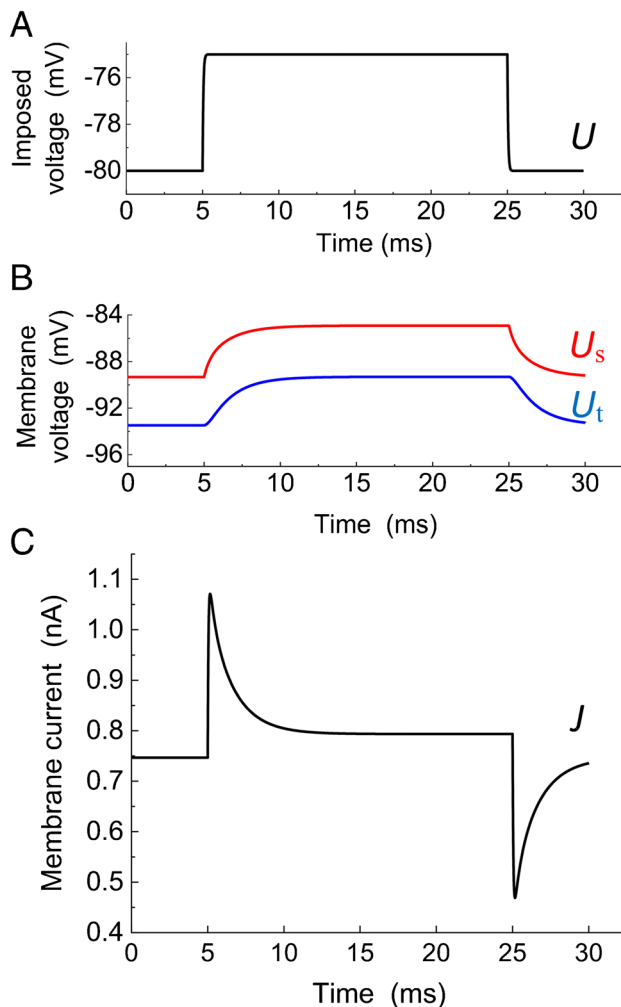 A
Imposed
voltage (mV)
-76
-78
-80
U
0 5 10 15 20 25 30
Time (ms)
B
Membrane
voltage (mV)
-84
-88
-92
-96
Us
Ut
0 5 10 15 20 25 30
Time (ms)
C
Membrane current (nA)
1.1
1.0
0.9
0.8
0.7
0.6
0.5
0.4
J
0 5 10 15 20 25 30
Time (ms)